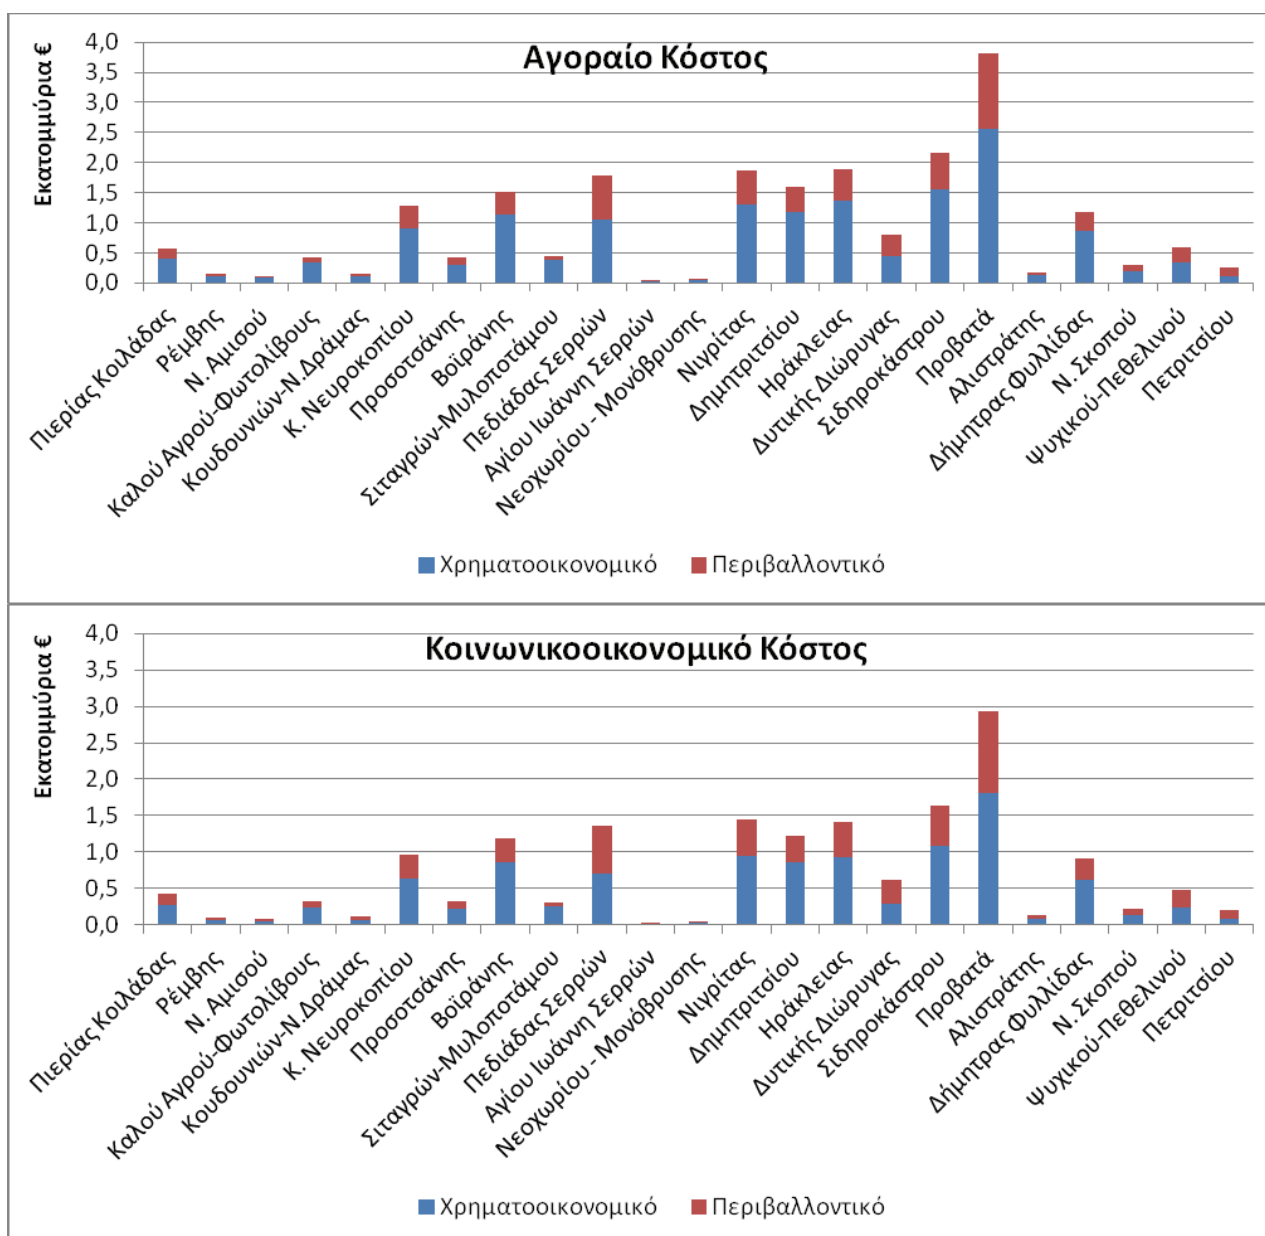 Αγοραίο Κόστος
Εκατομμύρια €
4,0
3,5
3,0
2,5
2,0
1,5
1,0
0,5
0,0
Πιερίας Κοιλάδας
Ρέμβης
Ν. Αμισού
Καλού Αγρού-Φωτολίβους
Κουδουνιών-Ν.Δράμας
Κ. Νευροκοπίου
Προσοτσάνης
Βοϊράνης
Σιταγρών-Μυλοποτάμου
Πεδιάδας Σερρών
Αγίου Ιωάννη Σερρών
Νεοχωρίου - Μονόβρυσης
Νιγρίτας
Δημητριτσίου
Ηράκλειας
Δυτικής Διώρυγας
Σιδηροκάστρου
Προβατά
Αλιστράτης
Δήμητρας Φυλλίδας
Ν. Σκοπού
Ψυχικού-Πεθελινού
Πετριτσίου
Χρηματοοικονομικό Περιβαλλοντικό
Κοινωνικοοικονομικό Κόστος
Εκατομμύρια €
4,0
3,5
3,0
2,5
2,0
1,5
1,0
0,5
0,0
Πιερίας Κοιλάδας
Ρέμβης
Ν. Αμισού
Καλού Αγρού-Φωτολίβους
Κουδουνιών-Ν.Δράμας
Κ. Νευροκοπίου
Προσοτσάνης
Βοϊράνης
Σιταγρών-Μυλοποτάμου
Πεδιάδας Σερρών
Αγίου Ιωάννη Σερρών
Νεοχωρίου - Μονόβρυσης
Νιγρίτας
Δημητριτσίου
Ηράκλειας
Δυτικής Διώρυγας
Σιδηροκάστρου
Προβατά
Αλιστράτης
Δήμητρας Φυλλίδας
Ν. Σκοπού
Ψυχικού-Πεθελινού
Πετριτσίου
Χρηματοοικονομικό Περιβαλλοντικό